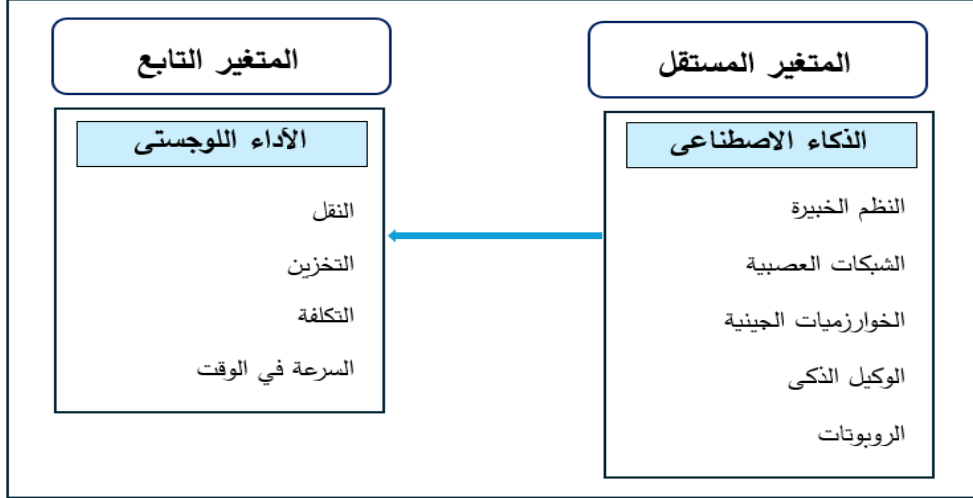 المتغير المستقل
الذكاء الاصطناعى
النظم الخبيرة
الشبكات العصبية
الخوارزميات الجينية
الوكيل الذكى
الروبوتات
المتغير التابع
الآداء اللوجستى
النقل
التخزين
التكلفة
السرعة في الوقت